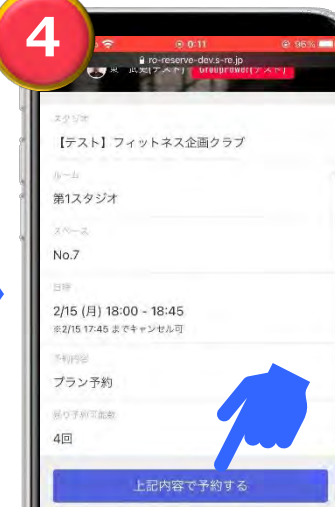 4
0:11
96%
ro-reserve-dev.s-re.jp
GroupPower(テスト)
スタジオ
【テスト】フィットネス企画クラブ
ルーム
第1スタジオ
スペース
No.7
日時
2/15 (月) 18:00 - 18:45
※2/15 17:45 までキャンセル可
予約内容
プラン予約
残り予約可能数
4回
上記内容で予約する